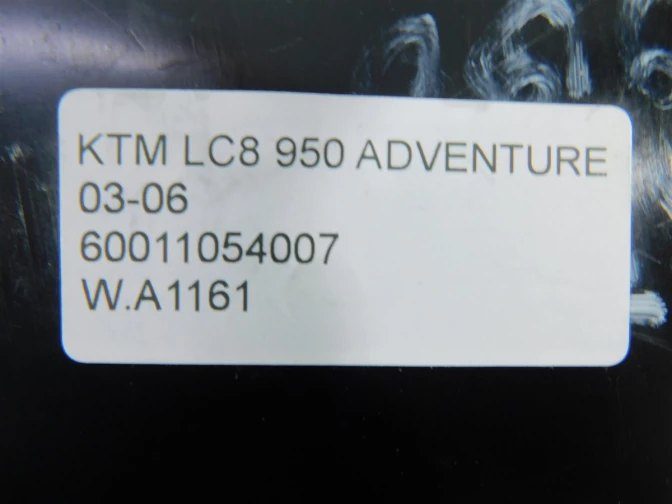 KTM LC8 950 ADVENTURE
03-06
60011054007
W.A1161